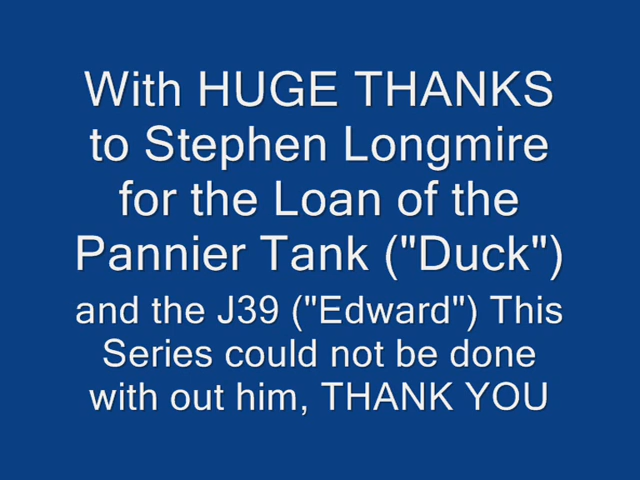 With HUGE THANKS
to Stephen Longmire
for the Loan of the
Pannier Tank ("Duck")
and the J39 ("Edward") This
Series could not be done
with out him, THANK YOU